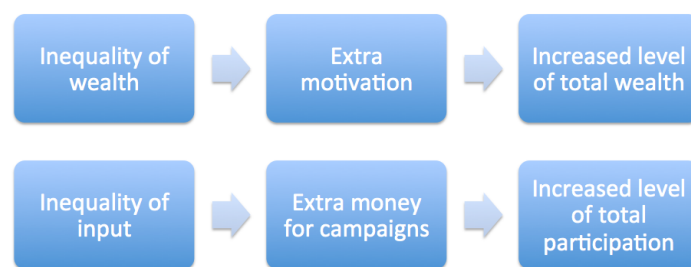 Inequality of
wealth
Extra
motivation
Increased level
of total wealth
Inequality of
input
Extra money
for campaigns
Increased level
of total
participation